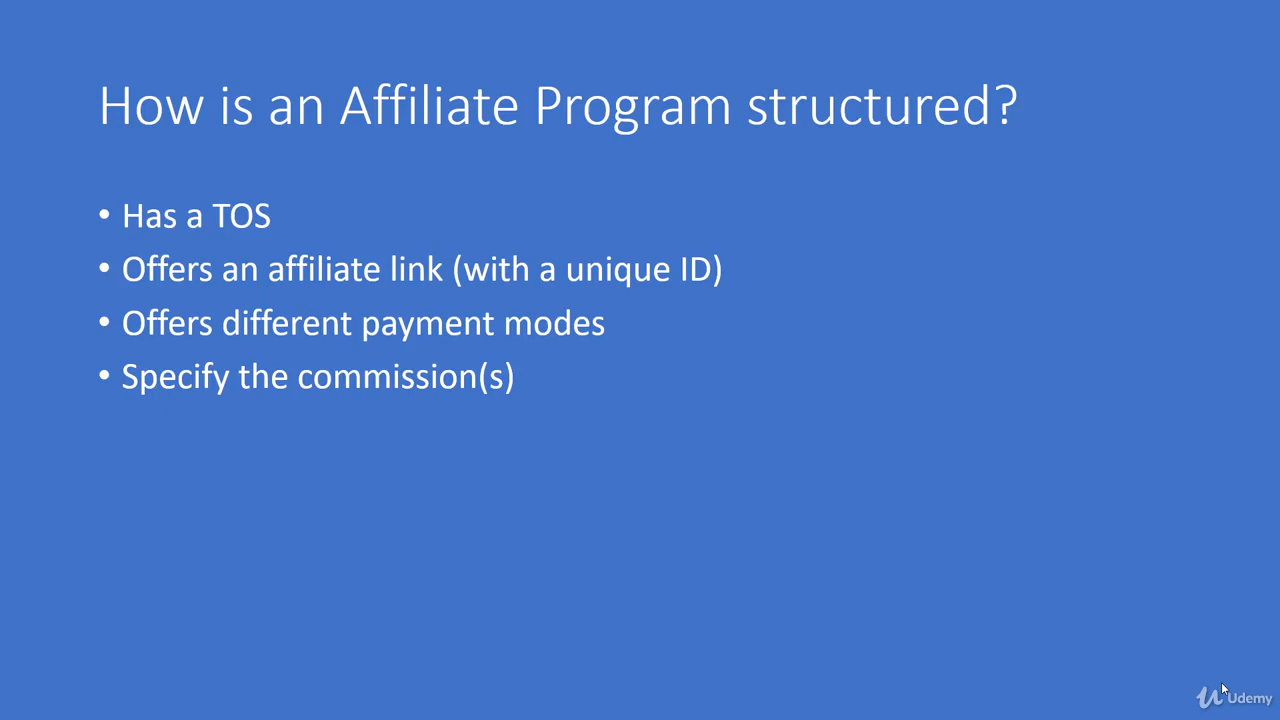 How is an Affiliate Program structured?
• Has a TOS
• Offers an affiliate link (with a unique ID)
• Offers different payment modes
• Specify the commission(s)
Udemy